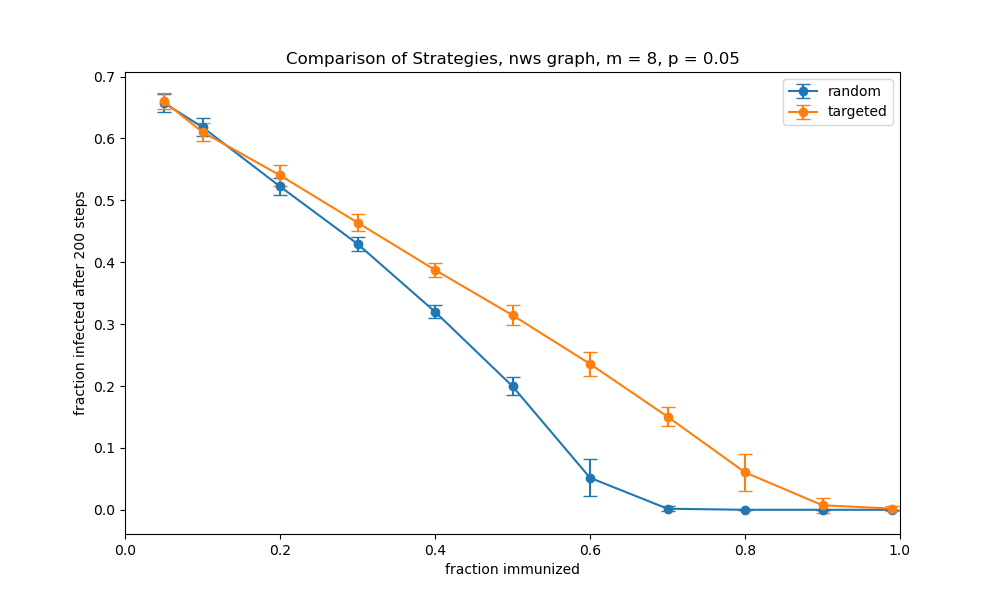 Comparison of Strategies, nws graph, m = 8, p = 0.05
random
targeted
fraction infected after 200 steps
0.7
0.6
0.5
0.4
0.3
0.2
0.1
0.0
0.0
0.2
0.4
0.6
0.8
1.0
fraction immunized